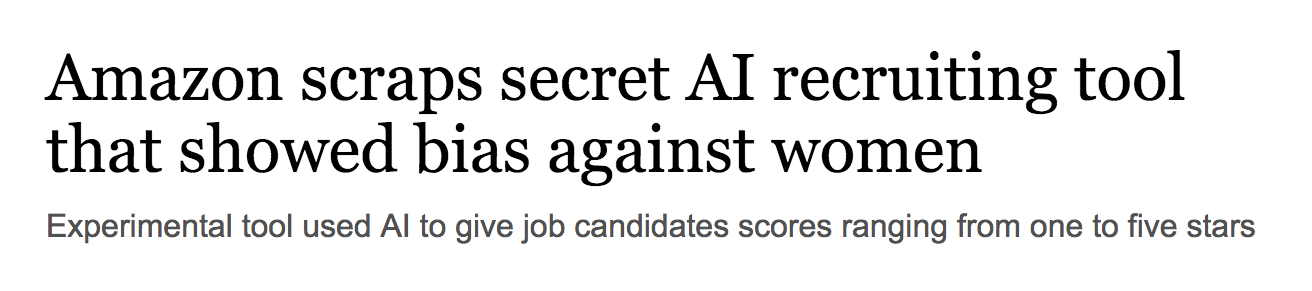 Amazon scraps secret AI recruiting tool
that showed bias against women
Experimental tool used AI to give job candidates scores ranging from one to five stars